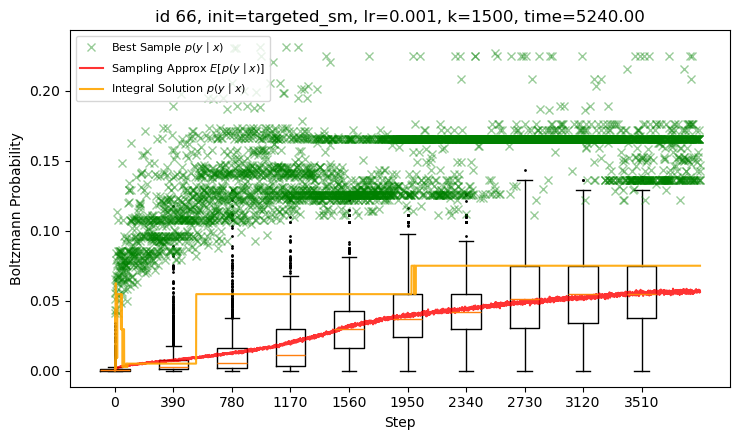 id 66, init=targeted_sm, lr=0.001, k=1500, time=5240.00
Best Sample p(y | x)
Sampling Approx E[p(y | x)]
Integral Solution p(y | x)
Boltzmann Probability
0.20
0.15
0.10
0.05
0.00
0 390 780 1170 1560 1950 2340 2730 3120 3510
Step